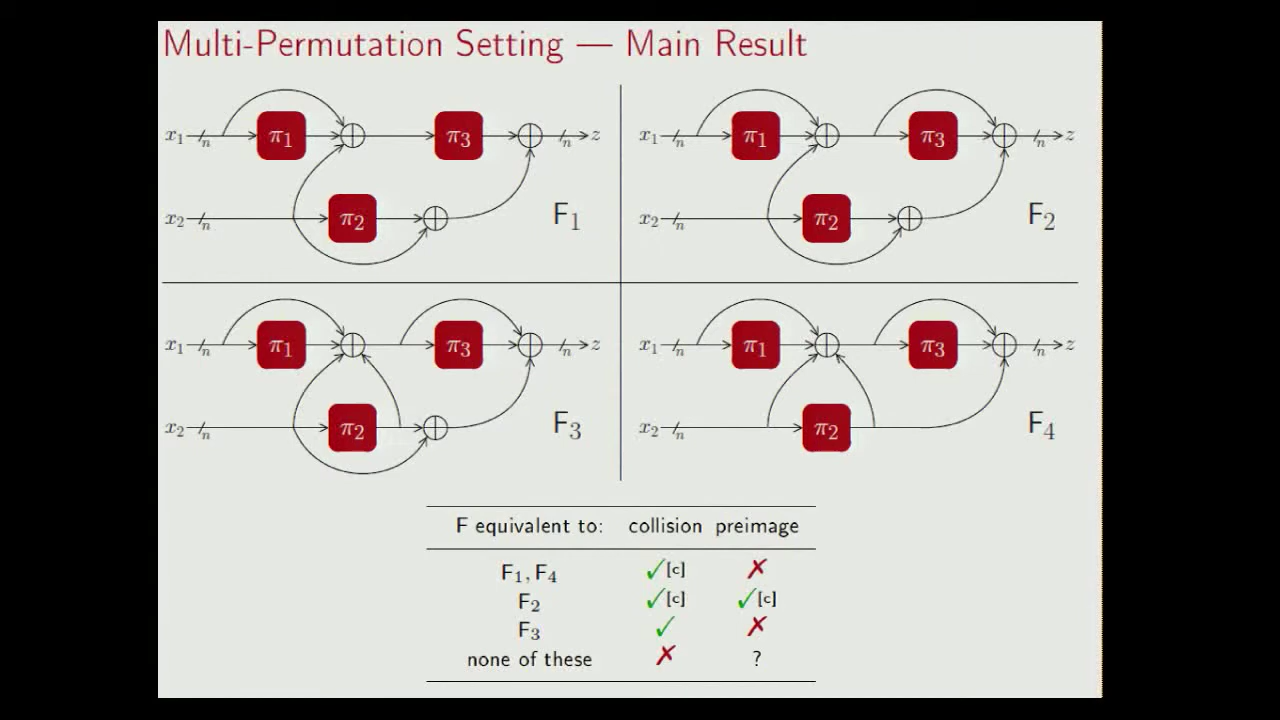 Multi-Permutation Setting — Main Result
x₁ n π₁ π₃ n z
x₂ n π₂ F₁
x₁ n π₁ π₃ n z
x₂ n π₂ F₂
x₁ n π₁ π₃ n z
x₂ n π₂ F₃
x₁ n π₁ π₃ n z
x₂ n π₂ F₄
F equivalent to: collision preimage
F₁, F₄ ✓[c] ✗
F₂ ✓[c] ✓[c]
F₃ ✓ ✗
none of these ✗ ?